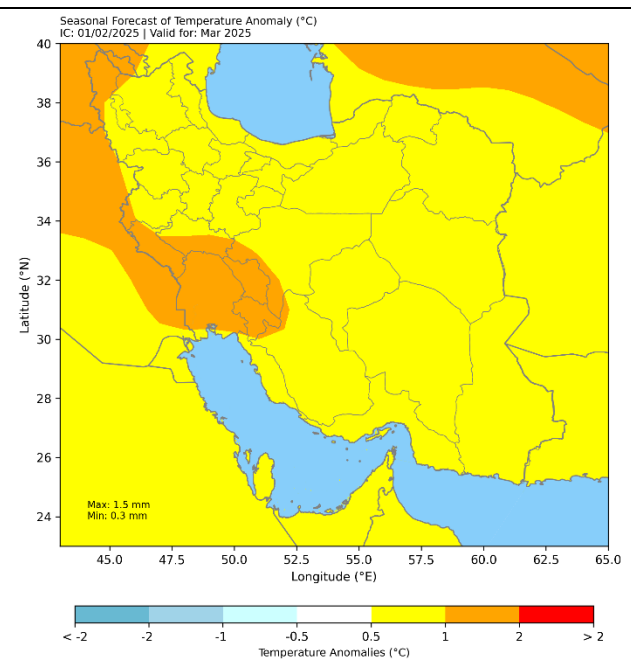 Seasonal Forecast of Temperature Anomaly (°C)
IC: 01/02/2025 | Valid for: Mar 2025
40
38
36
34
32
30
28
26
24
Latitude (°N)
Max: 1.5 mm
Min: 0.3 mm
45.0 47.5 50.0 52.5 55.0 57.5 60.0 62.5 65.0
Longitude (°E)
< -2 -2 -1 -0.5 0.5 1 2 > 2
Temperature Anomalies (°C)